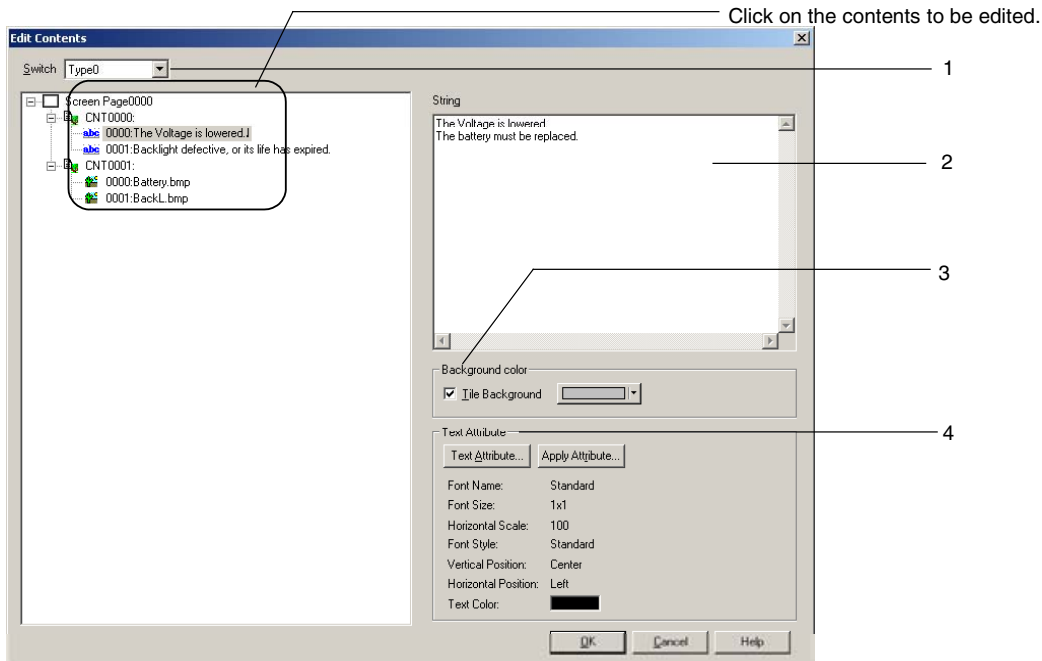 Click on the contents to be edited.
Edit Contents
Switch Type0
1
Screen Page0000
CNT0000:
abc 0000:The Voltage is lowered.↓
abc 0001:Backlight defective, or its life has expired.
CNT0001:
0000:Battery.bmp
0001:BackL.bmp
String
The Voltage is lowered.
The battery must be replaced.
2
3
Background color
Tile Background
Text Attribute
4
Text Attribute... Apply Attribute...
Font Name: Standard
Font Size: 1x1
Horizontal Scale: 100
Font Style: Standard
Vertical Position: Center
Horizontal Position: Left
Text Color:
OK Cancel Help